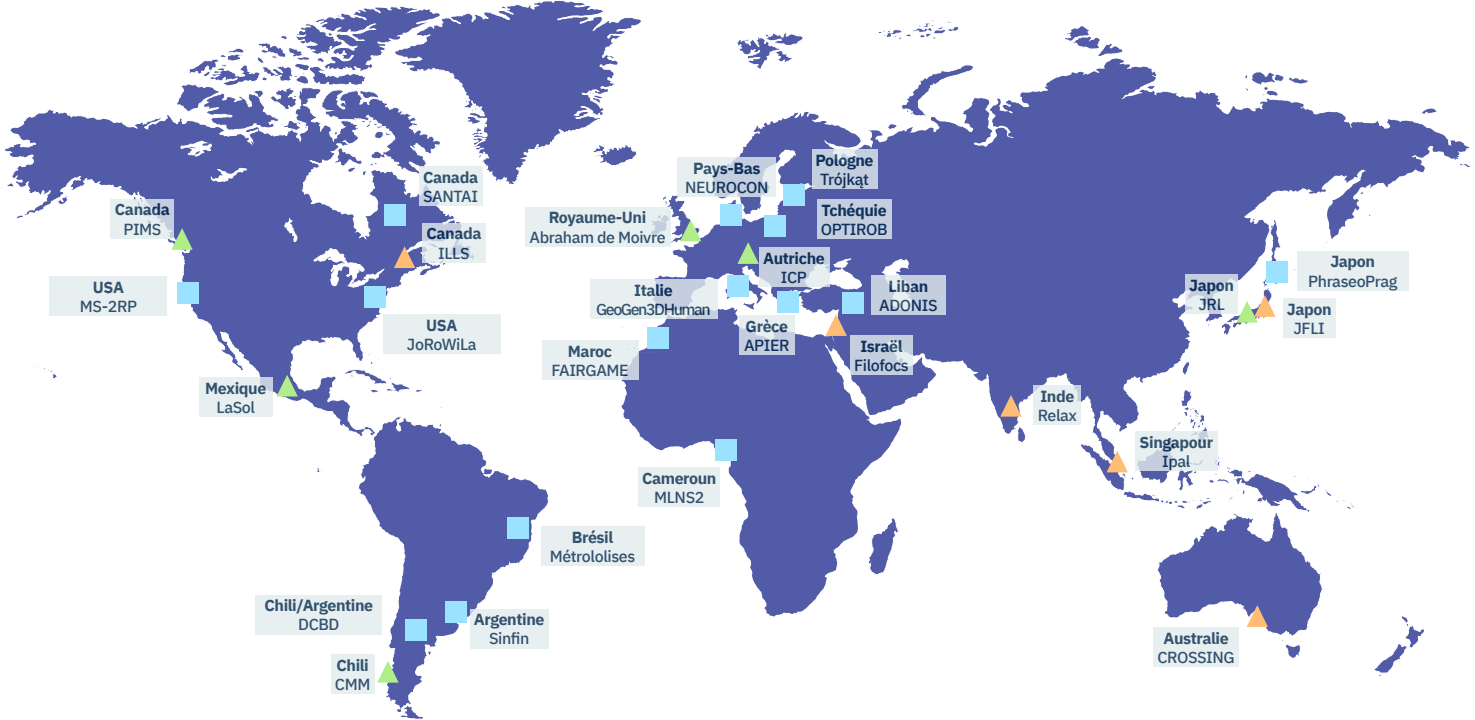 Canada
SANTAI
Canada
PIMS
Canada
ILLS
USA
MS-2RP
USA
JoRoWiLa
Mexique
LaSol
Brésil
Métrololises
Chili/Argentine
DCBD
Argentine
Sinfin
Chili
CMM
Pays-Bas
NEUROCON
Pologne
Trójkąt
Royaume-Uni
Abraham de Moivre
Tchéquie
OPTIROB
Autriche
ICP
Italie
GeoGen3DHuman
Liban
ADONIS
Grèce
APIER
Maroc
FAIRGAME
Israël
Filofocs
Cameroun
MLNS2
Japon
PhraseoPrag
Japon
JRL
Japon
JFLI
Inde
Relax
Singapour
Ipal
Australie
CROSSING